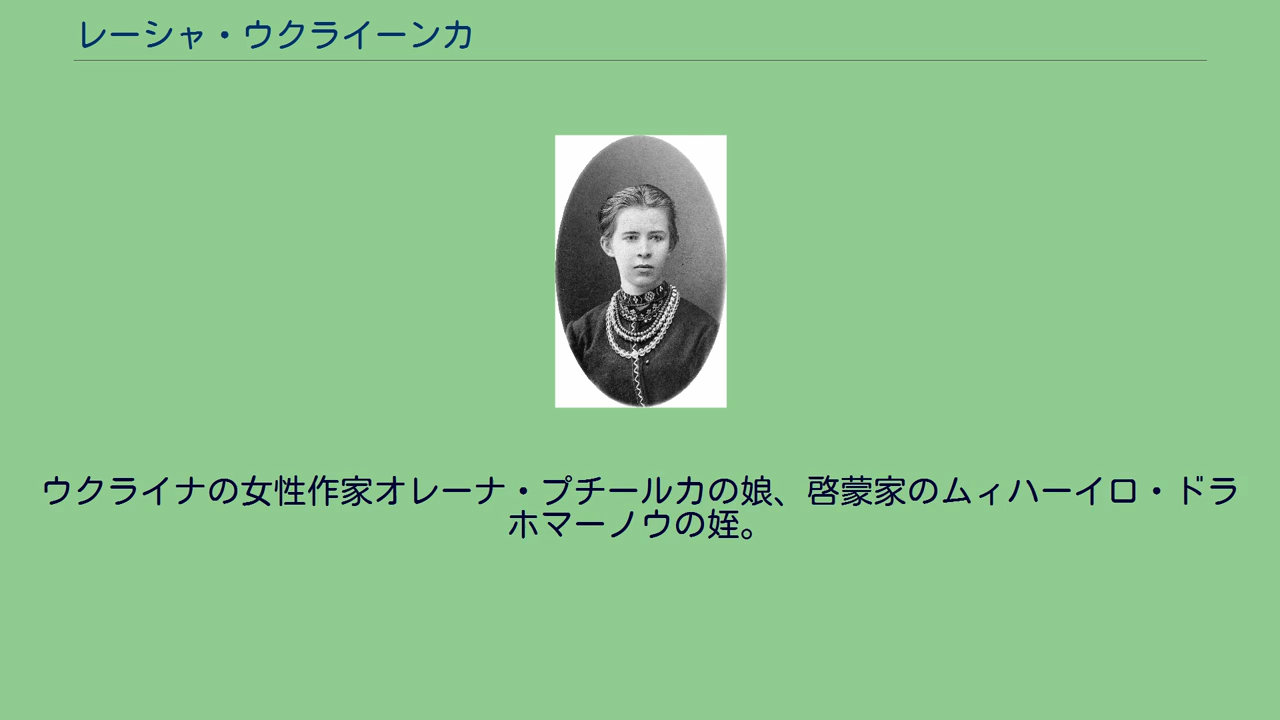 レーシャ・ウクライーンカ
ウクライナの女性作家オレーナ・プチールカの娘、啓蒙家のムィハーイロ・ドラ
ホマーノウの姪。